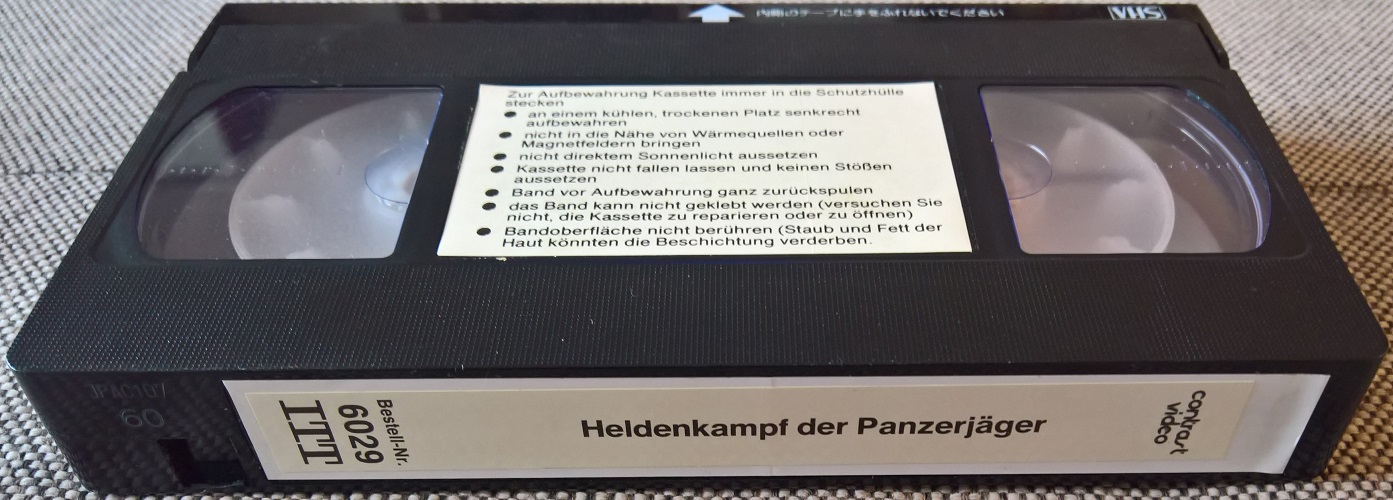 内側のテープに手をふれないでください
VHS
Zur Aufbewahrung Kassette immer in die Schutzhülle
stecken
● an einem kühlen, trockenen Platz senkrecht
aufbewahren
● nicht in die Nähe von Wärmequellen oder
Magnetfeldern bringen
● nicht direktem Sonnenlicht aussetzen
● Kassette nicht fallen lassen und keinen Stößen
aussetzen
● Band vor Aufbewahrung ganz zurückspulen
● das Band kann nicht geklebt werden (versuchen Sie
nicht, die Kassette zu reparieren oder zu öffnen)
● Bandoberfläche nicht berühren (Staub und Fett der
Haut könnten die Beschichtung verderben.
60
ITT
6029
Bestell-Nr.
Heldenkampf der Panzerjäger
contrast
video